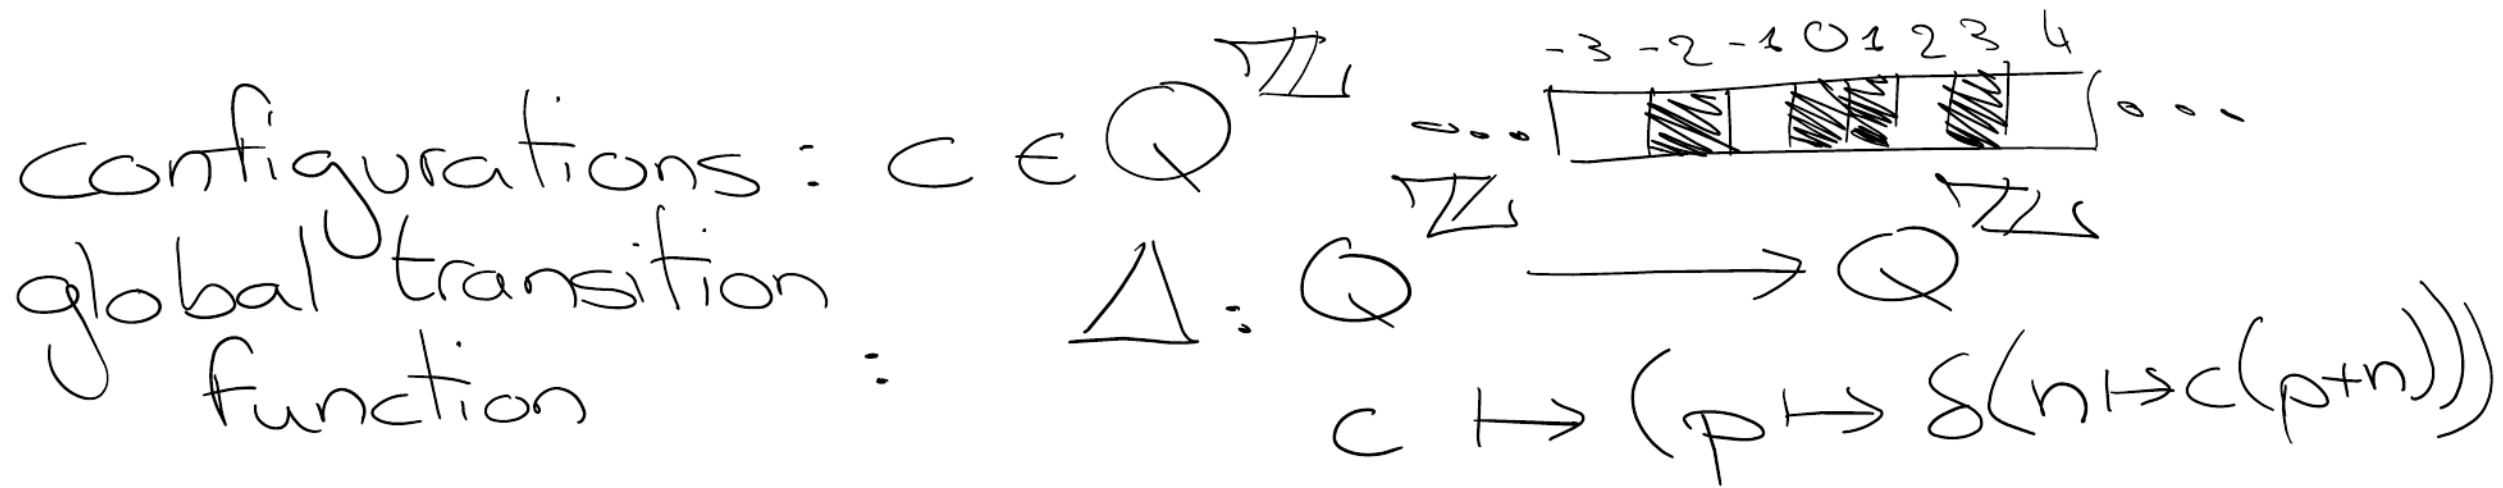 -3 -2 -1 0 1 2 3 4
configurations : c ∈ Q^ℤ ... ...
global transition function : Δ : Q^ℤ → Q^ℤ
c ↦ (p ↦ δ(n ↦ c(p+n)))